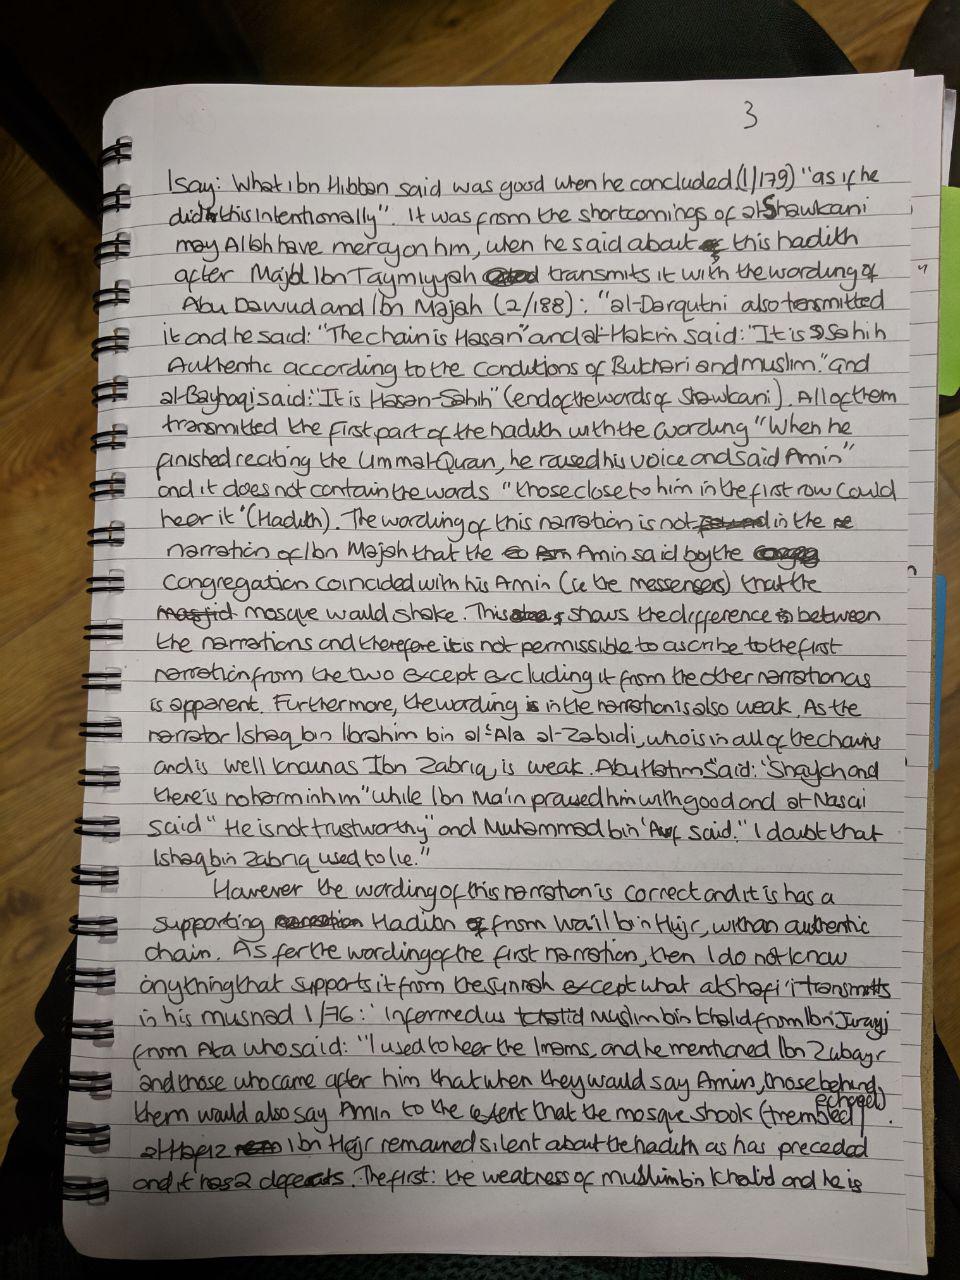 3
I say: What Ibn Hibban said was good when he concluded (1/179) "as if he
did this Intentionally". It was from the shortcomings of al-Shawkani
may Allah have mercy on him, when he said about this hadith
after Majd Ibn Taymiyyah transmits it with the wording of
Abu Dawud and Ibn Majah (2/188): "al-Darqutni also transmitted
it and he said: "The chain is Hasan" and al-Hakim said: "It is Sahih
Authentic according to the conditions of Bukhari and muslim." and
al-Bayhaqi said: "It is Hasan-Sahih" (end of the words of Shawkani). All of them
transmitted the first part of the hadith with the wording "When he
finished reciting the Ummal-Quran, he raised his voice and said Amin"
and it does not contain the words "those close to him in the first row could
hear it" (Hadith). The wording of this narration is not in the
narration of Ibn Majah that the Amin said by the
Congregation coincided with his Amin (i.e the messengers) that the
mosque would shake. This shows the difference between
the narrations and therefore it is not permissible to ascribe to the first
narration from the two except excluding it from the other narration as
is apparent. Furthermore, the wording in the narration is also weak. As the
narrator Ishaq bin Ibrahim bin al-'Ala al-Zabidi, who is in all of the chains
and is well known as Ibn Zabriq, is weak. Abu Hatim said: "Shaykh and
there is no harm in him" while Ibn Ma'in praised him with good and al-Nasai
said "He is not trustworthy" and Muhammad bin 'Auf said. "I doubt that
Ishaq bin Zabriq used to lie."
However the wording of this narration is correct and it is has a
supporting Hadith from Wa'il bin Hujr, with an authentic
chain. As for the wording of the first narration, then I do not know
anything that supports it from the sunnah except what al-Shafi'i transmits
in his musnad 1/76: 'informed us Muslim bin Khalid from Ibn Jurayj
from Ata who said: "I used to hear the Imams, and he mentioned Ibn Zubayr
and those who came after him that when they would say Amin, those behind
them would also say Amin to the extent that the mosque shook (trembled/ echoed).
al-Hafiz Ibn Hajr remained silent about the hadith as has preceded
and it has 2 defects. The first: the weakness of muslim bin Khalid and he is